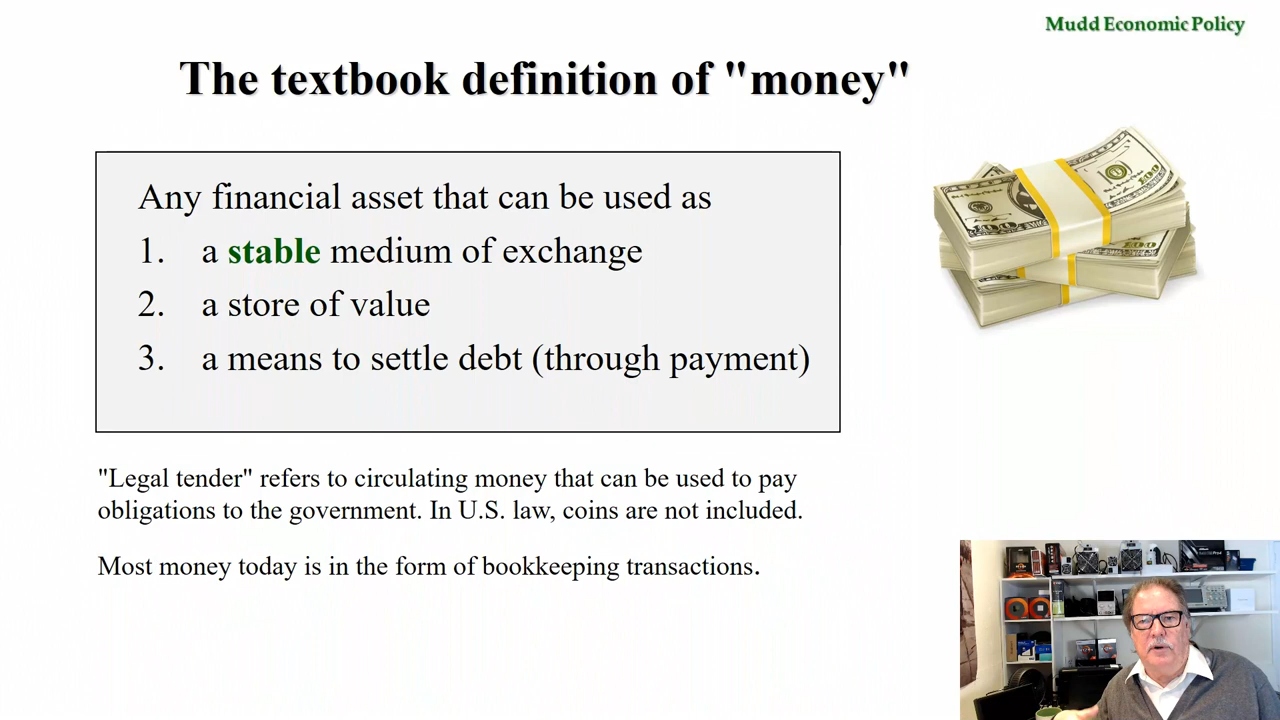 Mudd Economic Policy
The textbook definition of "money"
Any financial asset that can be used as
1. a stable medium of exchange
2. a store of value
3. a means to settle debt (through payment)
"Legal tender" refers to circulating money that can be used to pay
obligations to the government. In U.S. law, coins are not included.
Most money today is in the form of bookkeeping transactions.
100
100
100